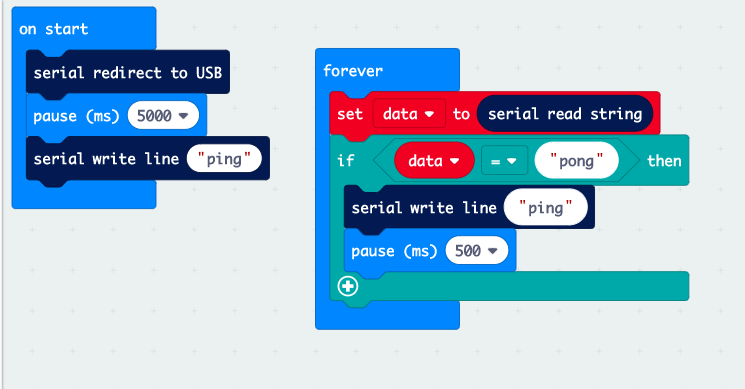 on start
serial redirect to USB
pause (ms) 5000
serial write line "ping"
forever
set data to serial read string
if data = "pong" then
serial write line "ping"
pause (ms) 500